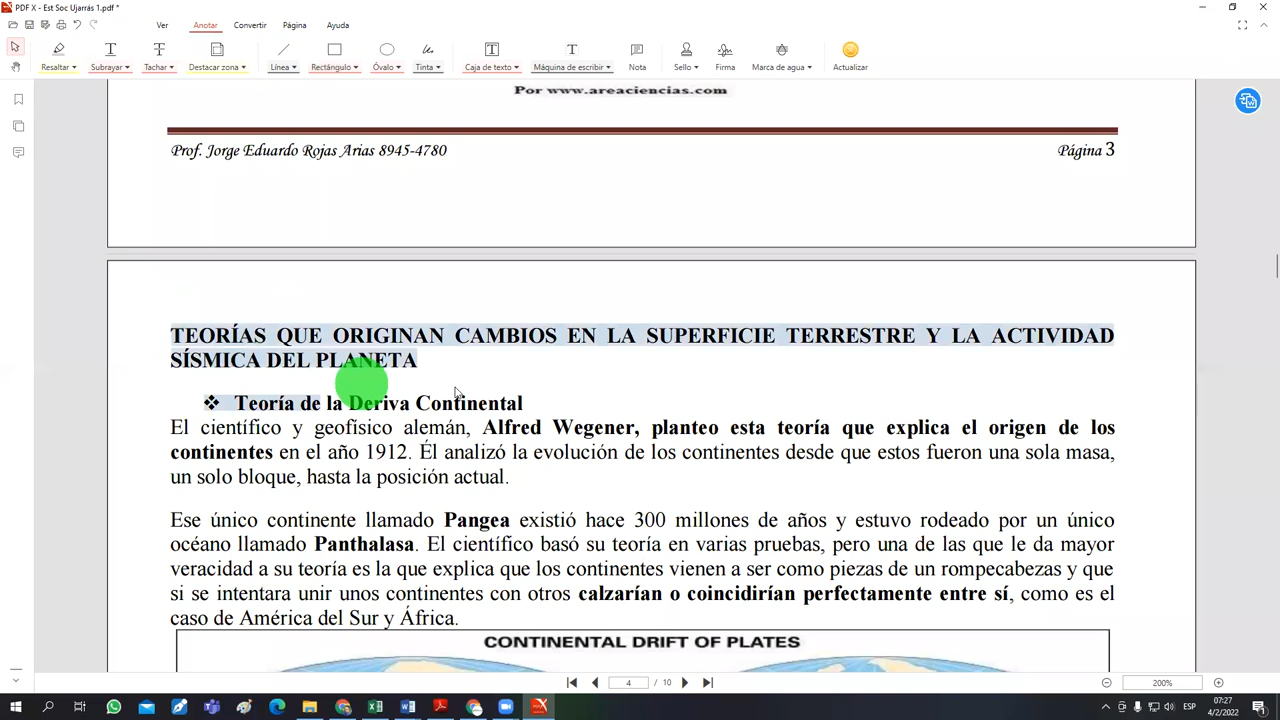 PDF X - Est Soc Ujarrás 1.pdf *
Ver Anotar Convertir Página Ayuda
Resaltar Subrayar Tachar Destacar zona Línea Rectángulo Óvalo Tinta Caja de texto Máquina de escribir Nota Sello Firma Marca de agua Actualizar
Por www.areaciencias.com
Prof. Jorge Eduardo Rojas Arias 8945-4780 Página 3
TEORÍAS QUE ORIGINAN CAMBIOS EN LA SUPERFICIE TERRESTRE Y LA ACTIVIDAD
SÍSMICA DEL PLANETA
❖ Teoría de la Deriva Continental
El científico y geofísico alemán, Alfred Wegener, planteo esta teoría que explica el origen de los
continentes en el año 1912. Él analizó la evolución de los continentes desde que estos fueron una sola masa,
un solo bloque, hasta la posición actual.
Ese único continente llamado Pangea existió hace 300 millones de años y estuvo rodeado por un único
océano llamado Panthalasa. El científico basó su teoría en varias pruebas, pero una de las que le da mayor
veracidad a su teoría es la que explica que los continentes vienen a ser como piezas de un rompecabezas y que
si se intentara unir unos continentes con otros calzarían o coincidirían perfectamente entre sí, como es el
caso de América del Sur y África.
CONTINENTAL DRIFT OF PLATES
4 / 10 200%
ESP 07:27
4/2/2022